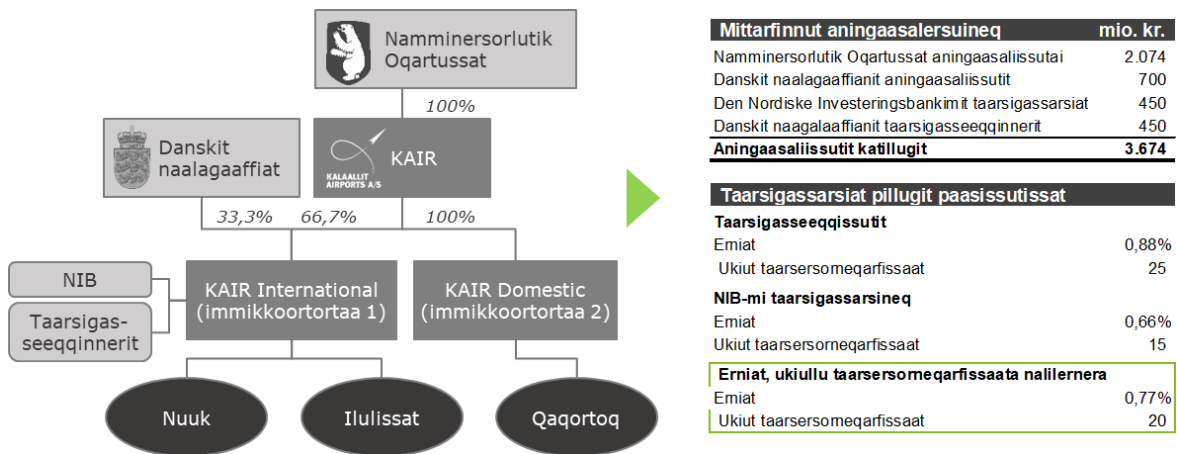 Namminersorlutik
Oqartussat
100%
Danskit
naalagaaffiat
KALAALLIT
AIRPORTS A/S
KAIR
33,3%
66,7%
100%
NIB
Taarsigas-
seeqqinnerit
KAIR International
(immikkoortortaa 1)
KAIR Domestic
(immikkoortortaa 2)
Nuuk
Ilulissat
Qaqortoq
Mittarfinnut aningaasalersuineq mio. kr.
Namminersorlutik Oqartussat aningaasaliissutai 2.074
Danskit naalagaaffianit aningaasaliissutit 700
Den Nordiske Investeringsbankimit taarsigassarsiat 450
Danskit naagalaaffianit taarsigasseeqqinnerit 450
Aningaasaliissutit katillugit 3.674
Taarsigassarsiat pillugit paasissutissat
Taarsigasseeqqissutit
Erniat 0,88%
Ukiut taarsersorneqarfissaat 25
NIB-mi taarsigassarsineq
Erniat 0,66%
Ukiut taarsersorneqarfissaat 15
Erniat, ukiullu taarsersorneqarfissaata nalilernera
Erniat 0,77%
Ukiut taarsersorneqarfissaat 20